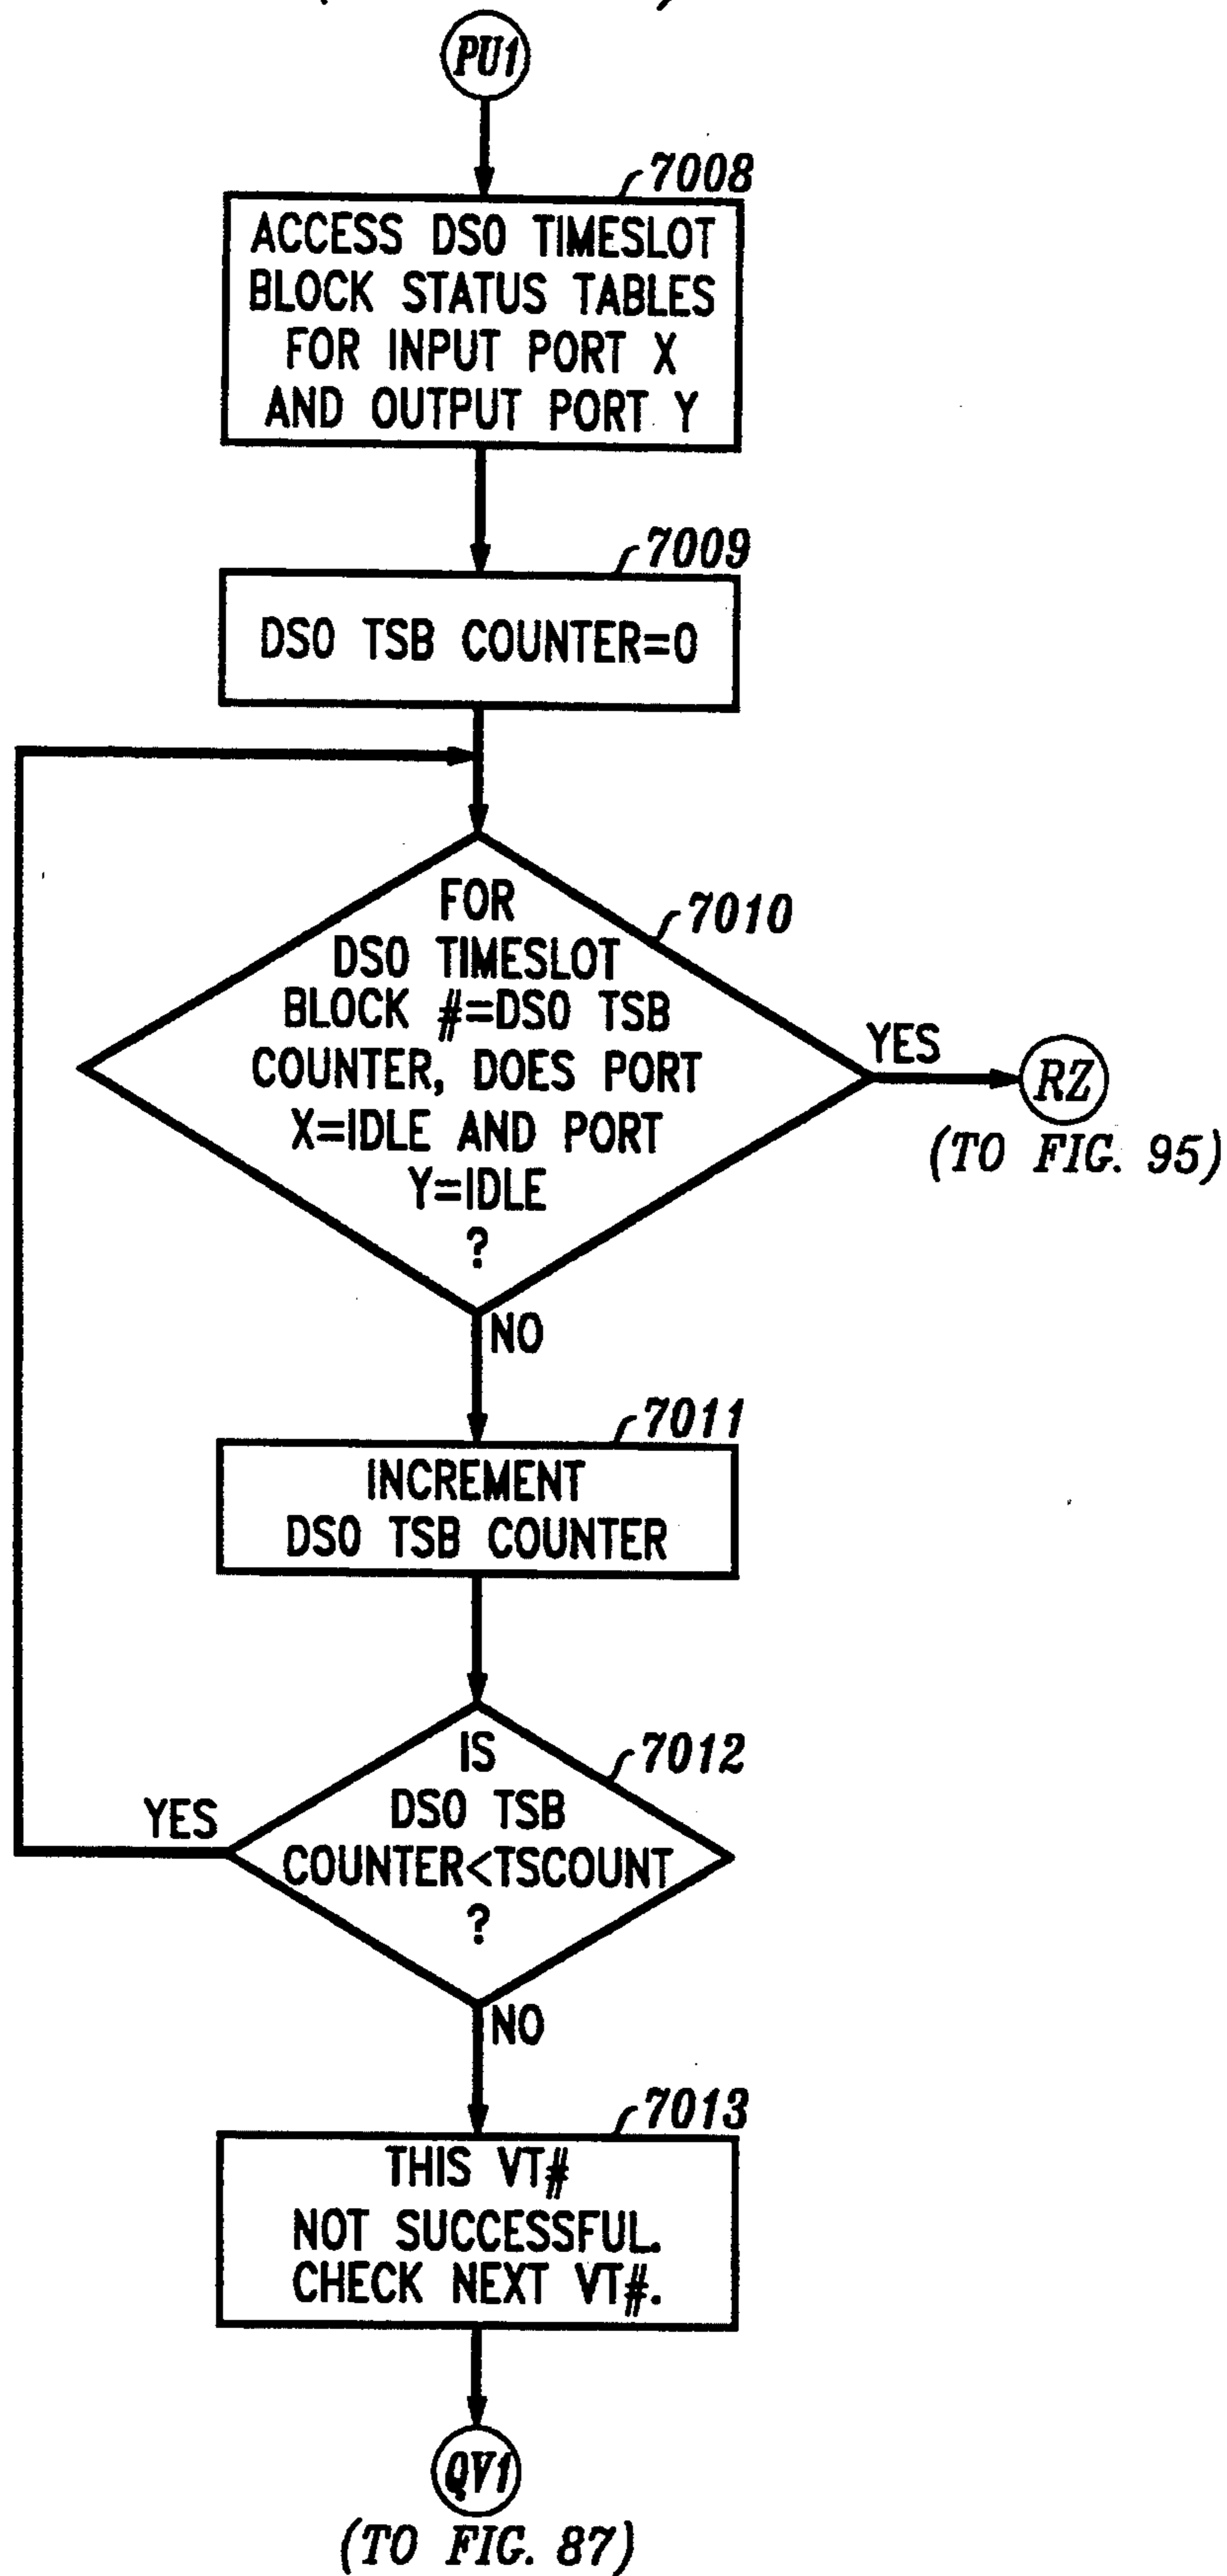 PU1
7008
ACCESS DS0 TIMESLOT
BLOCK STATUS TABLES
FOR INPUT PORT X
AND OUTPUT PORT Y
7009
DS0 TSB COUNTER=0
FOR
DS0 TIMESLOT
BLOCK #=DS0 TSB
COUNTER, DOES PORT
X=IDLE AND PORT
Y=IDLE
?
7010
YES
RZ
(TO FIG. 95)
NO
7011
INCREMENT
DS0 TSB COUNTER
7012
IS
DS0 TSB
COUNTER<TSCOUNT
?
YES
NO
7013
THIS VT#
NOT SUCCESSFUL.
CHECK NEXT VT#.
QV1
(TO FIG. 87)